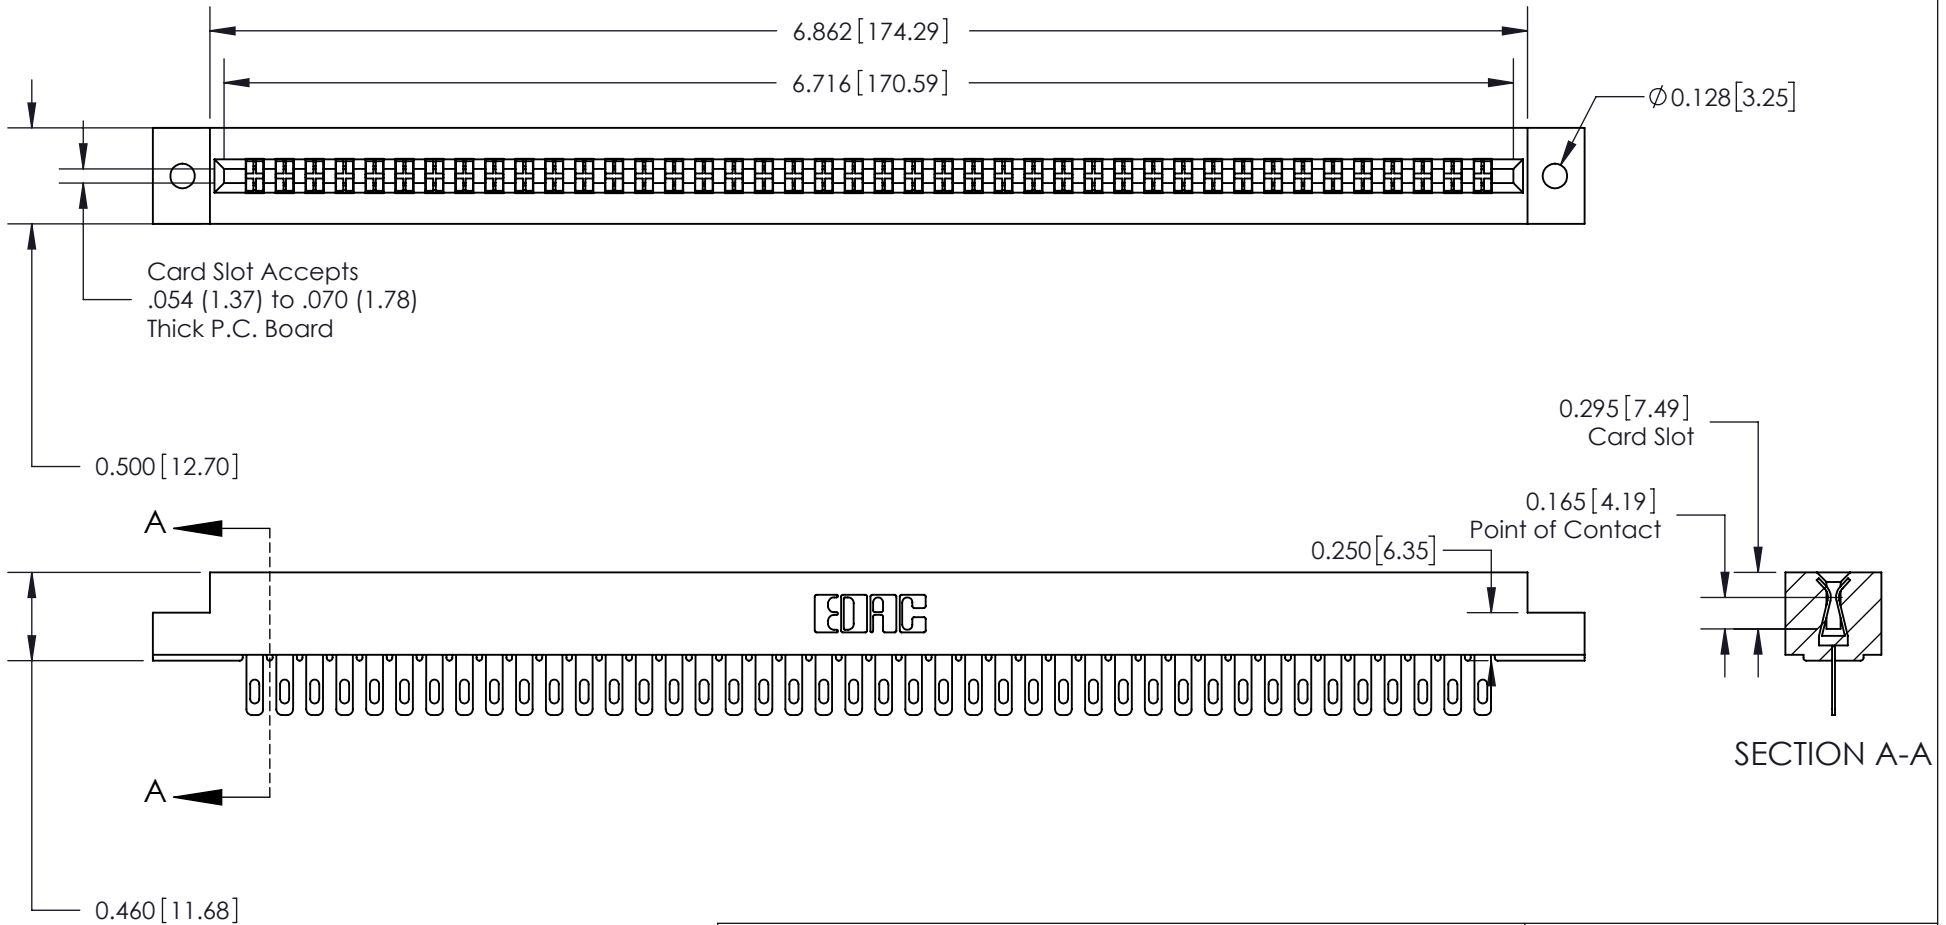 6.862[174.29]
6.716[170.59]
Ø0.128[3.25]
Card Slot Accepts
.054 (1.37) to .070 (1.78)
Thick P.C. Board
0.295[7.49]
Card Slot
0.500[12.70]
0.165[4.19]
Point of Contact
0.250[6.35]
A
EDAC
SECTION A-A
A
0.460[11.68]